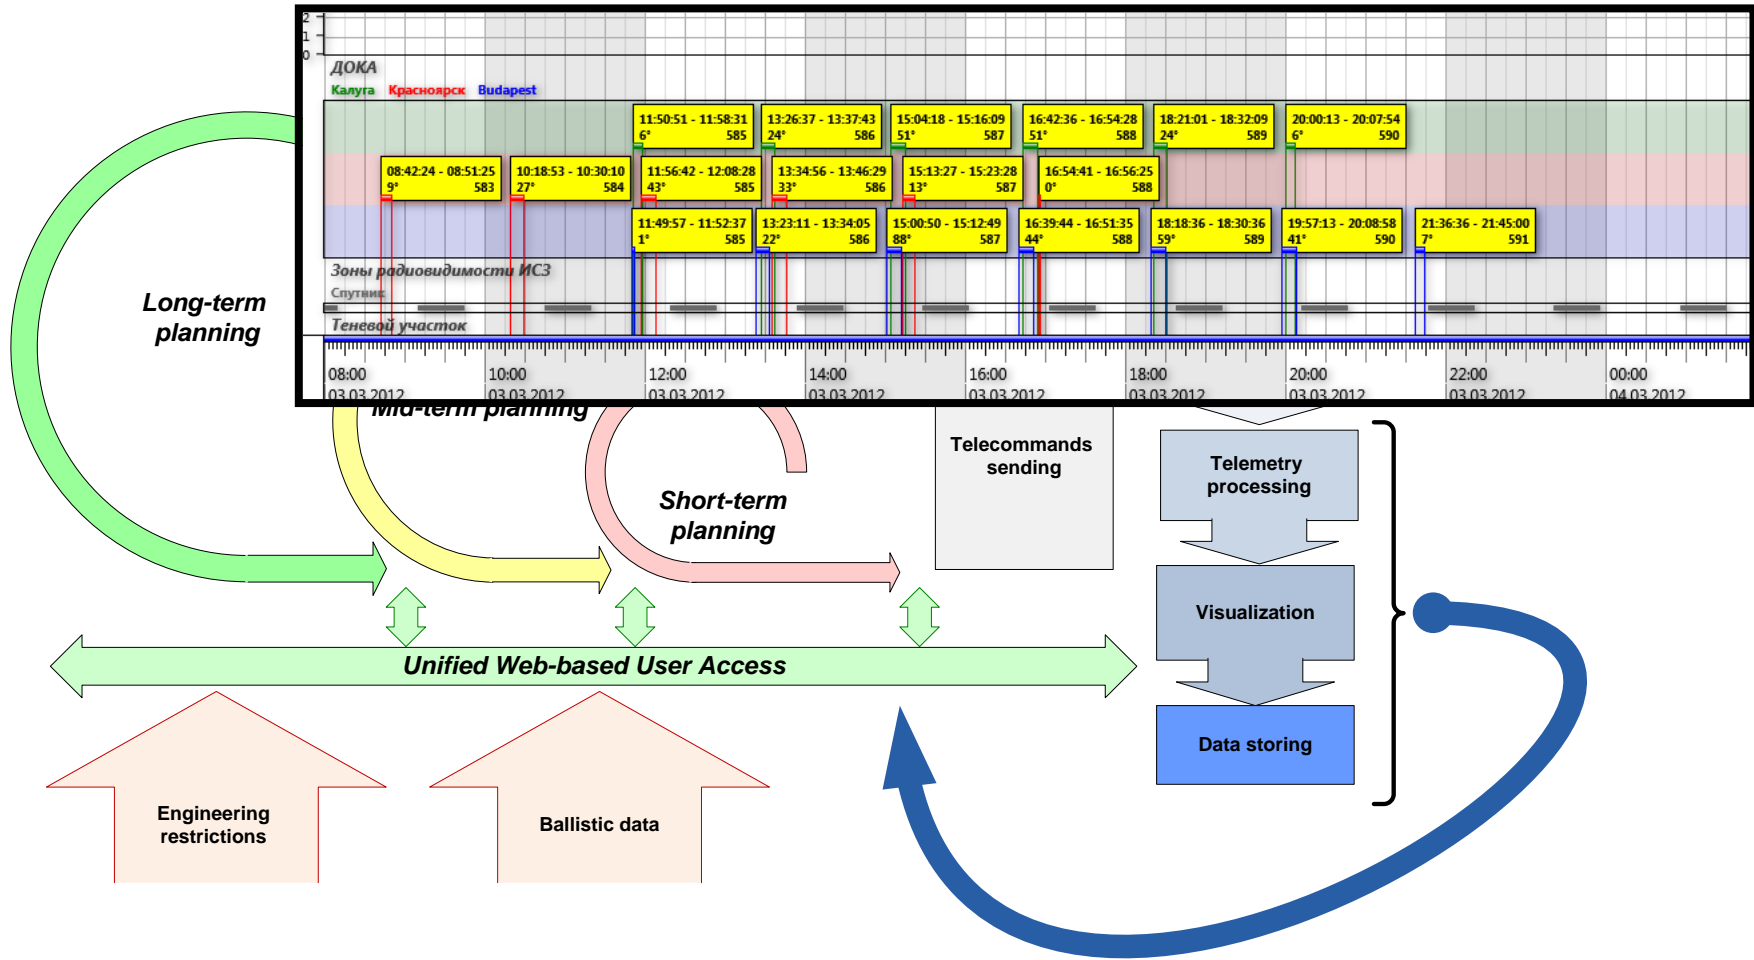 2
1
0
ДОКА
Калуга Красноярск Budapest
11:50:51 - 11:58:31
6° 585
13:26:37 - 13:37:43
24° 586
15:04:18 - 15:16:09
51° 587
16:42:36 - 16:54:28
51° 588
18:21:01 - 18:32:09
24° 589
20:00:13 - 20:07:54
6° 590
08:42:24 - 08:51:25
9° 583
10:18:53 - 10:30:10
27° 584
11:56:42 - 12:08:28
43° 585
13:34:56 - 13:46:29
33° 586
15:13:27 - 15:23:28
13° 587
16:54:41 - 16:56:25
0° 588
11:49:57 - 11:52:37
1° 585
13:23:11 - 13:34:05
22° 586
15:00:50 - 15:12:49
88° 587
16:39:44 - 16:51:35
44° 588
18:18:36 - 18:30:36
59° 589
19:57:13 - 20:08:58
41° 590
21:36:36 - 21:45:00
7° 591
Зоны радиовидимости ИСЗ
Спутник
Теневой участок
08:00 10:00 12:00 14:00 16:00 18:00 20:00 22:00 00:00
03.03.2012 03.03.2012 03.03.2012 03.03.2012 03.03.2012 03.03.2012 03.03.2012 03.03.2012 04.03.2012
Long-term
planning
Mid-term planning
Short-term
planning
Telecommands
sending
Telemetry
processing
Visualization
Data storing
Unified Web-based User Access
Engineering
restrictions
Ballistic data